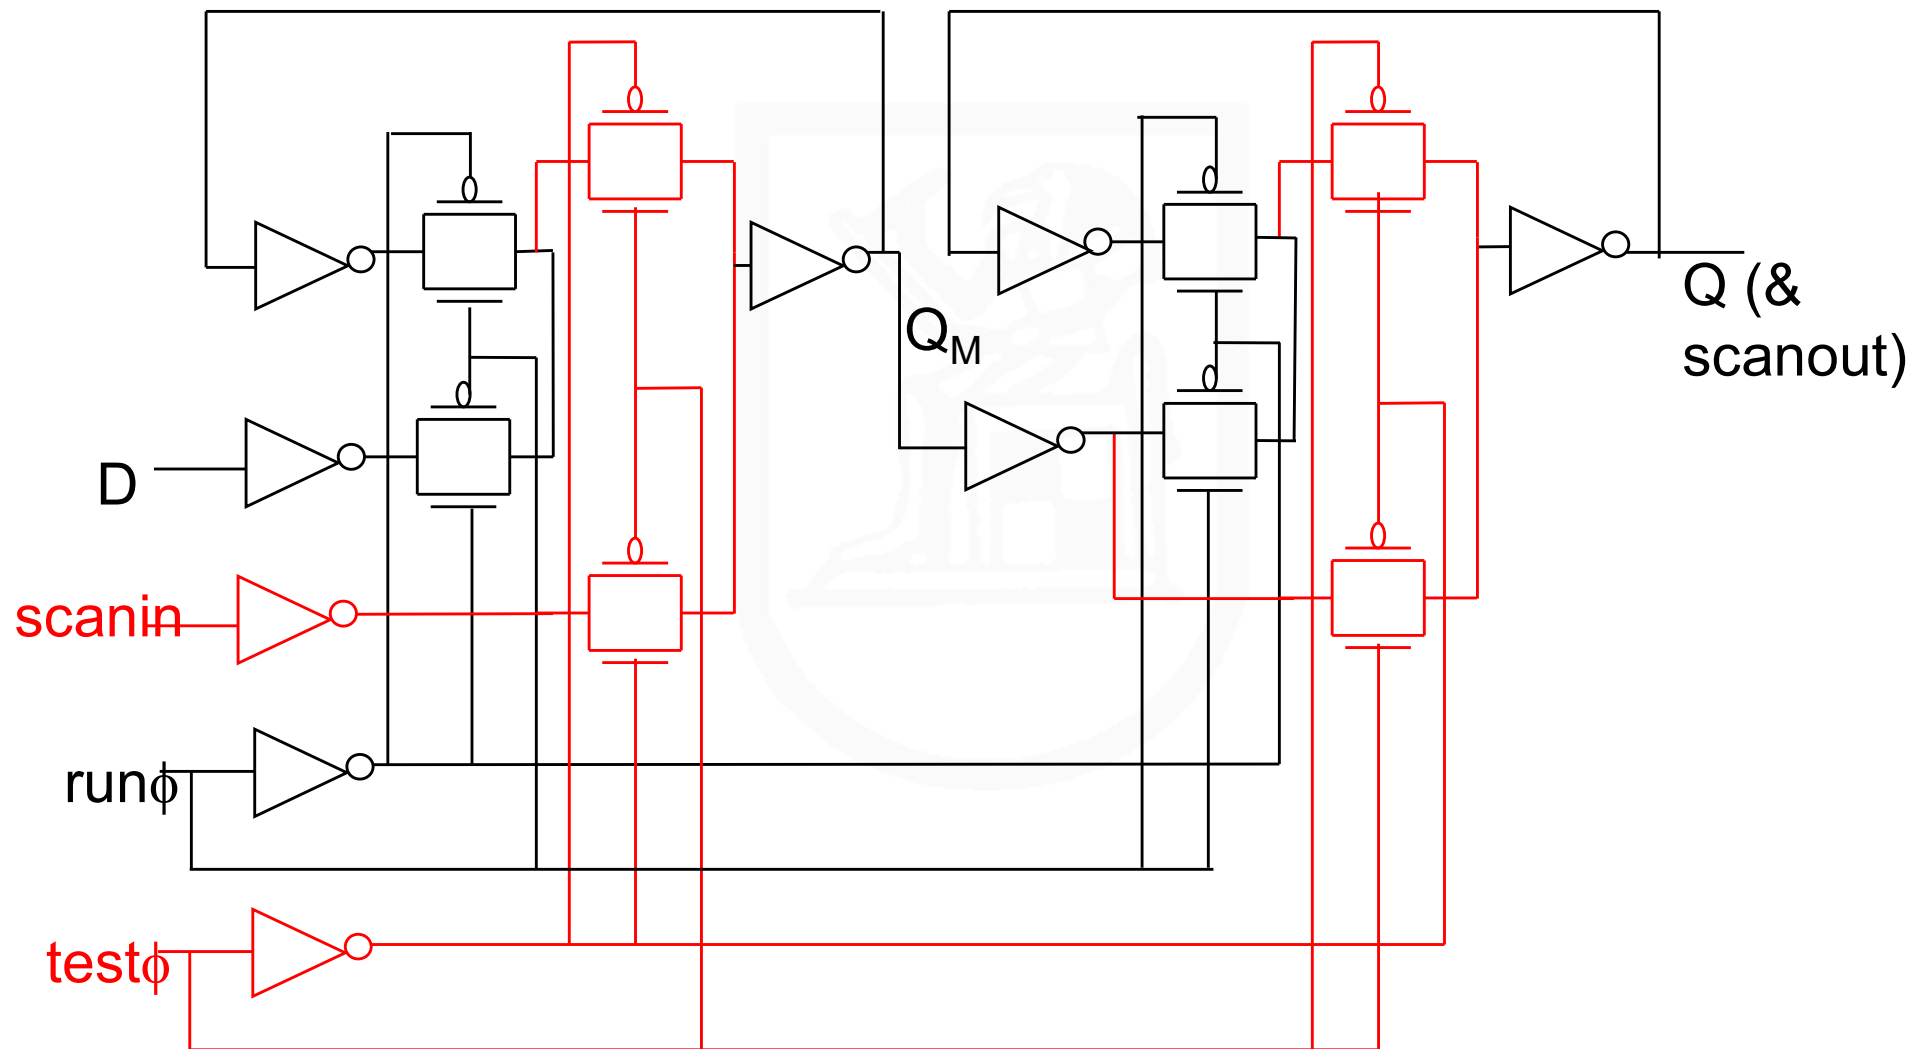 Q (&
scanout)
QM
D
scanin
runϕ
testϕ